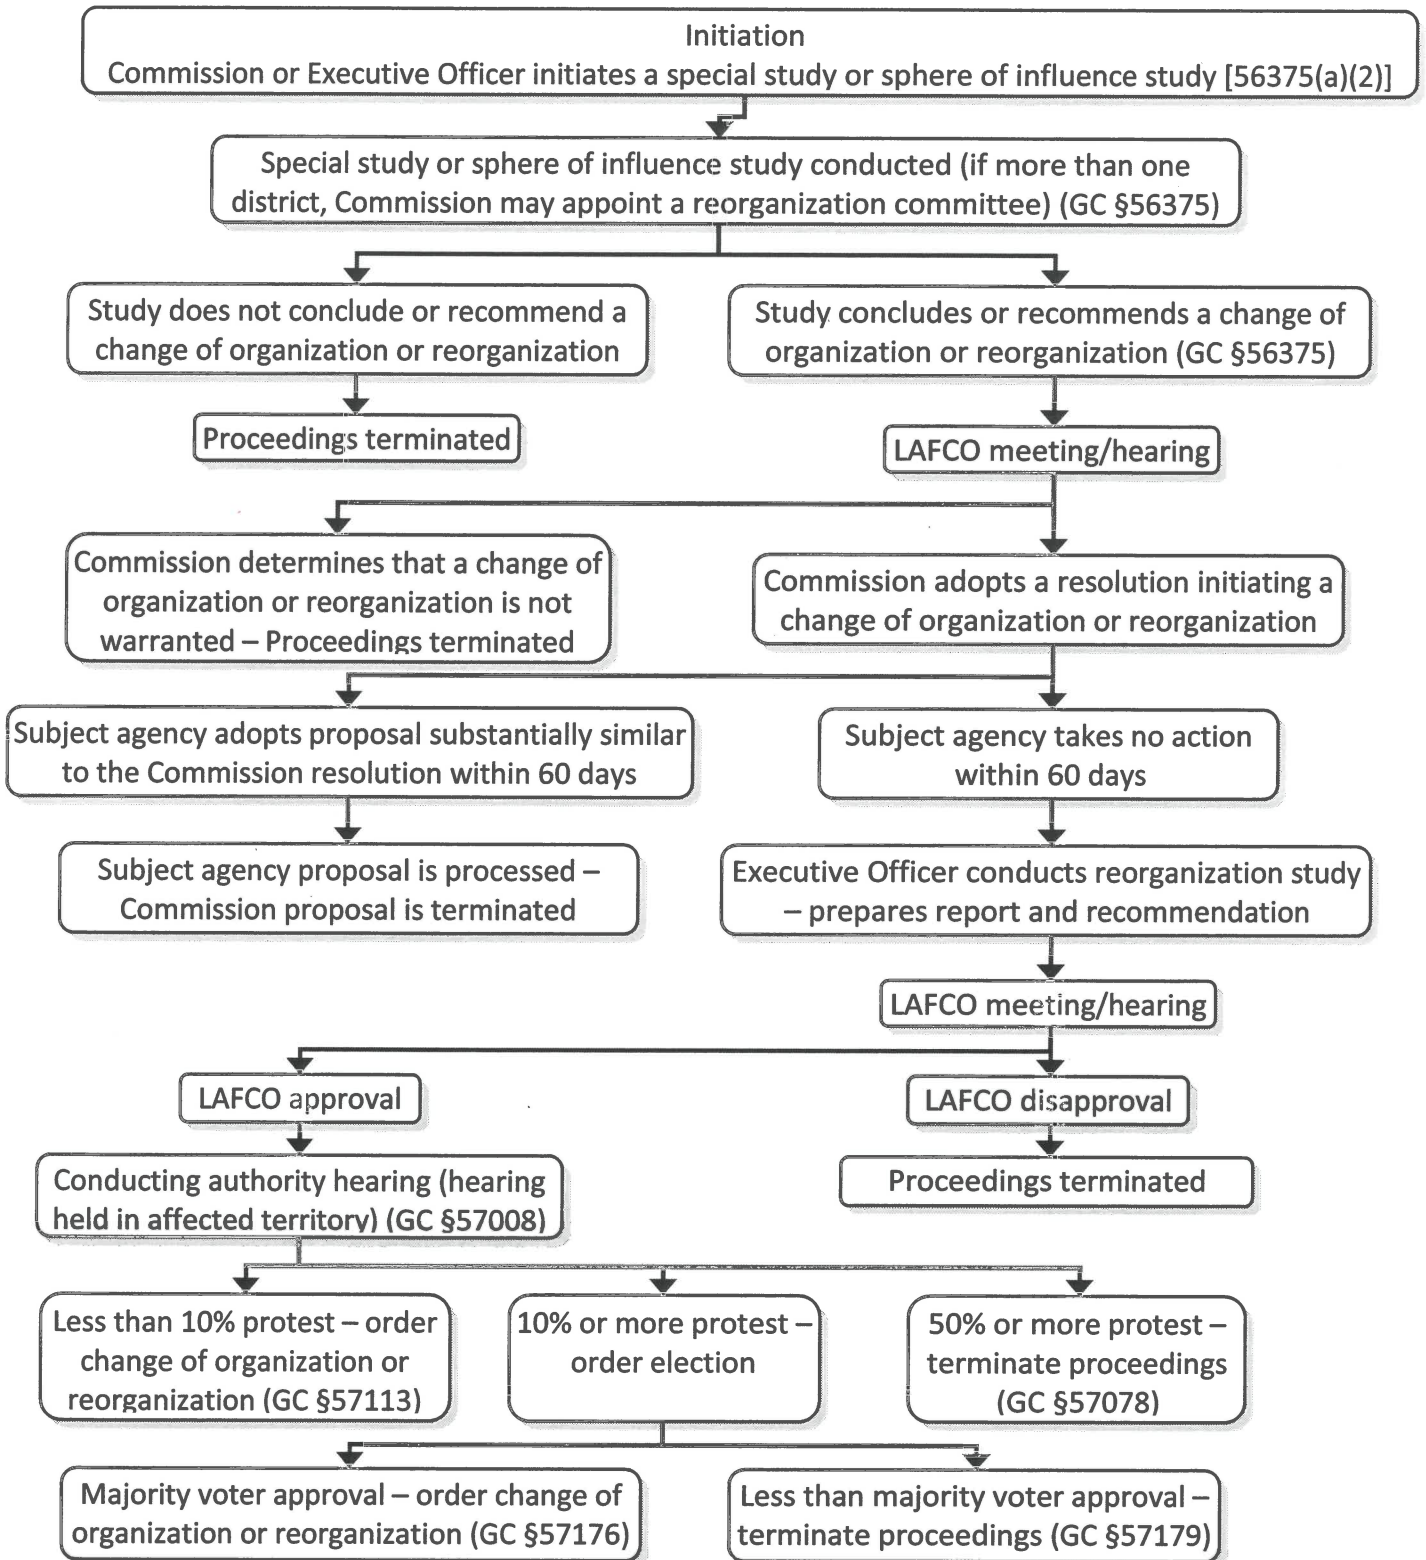 Initiation
Commission or Executive Officer initiates a special study or sphere of influence study [56375(a)(2)]
Special study or sphere of influence study conducted (if more than one
district, Commission may appoint a reorganization committee) (GC §56375)
Study does not conclude or recommend a
change of organization or reorganization
Study concludes or recommends a change of
organization or reorganization (GC §56375)
Proceedings terminated
LAFCO meeting/hearing
Commission determines that a change of
organization or reorganization is not
warranted – Proceedings terminated
Commission adopts a resolution initiating a
change of organization or reorganization
Subject agency adopts proposal substantially similar
to the Commission resolution within 60 days
Subject agency takes no action
within 60 days
Subject agency proposal is processed –
Commission proposal is terminated
Executive Officer conducts reorganization study
– prepares report and recommendation
LAFCO meeting/hearing
LAFCO approval
LAFCO disapproval
Conducting authority hearing (hearing
held in affected territory) (GC §57008)
Proceedings terminated
Less than 10% protest – order
change of organization or
reorganization (GC §57113)
10% or more protest –
order election
50% or more protest –
terminate proceedings
(GC §57078)
Majority voter approval – order change of
organization or reorganization (GC §57176)
Less than majority voter approval –
terminate proceedings (GC §57179)